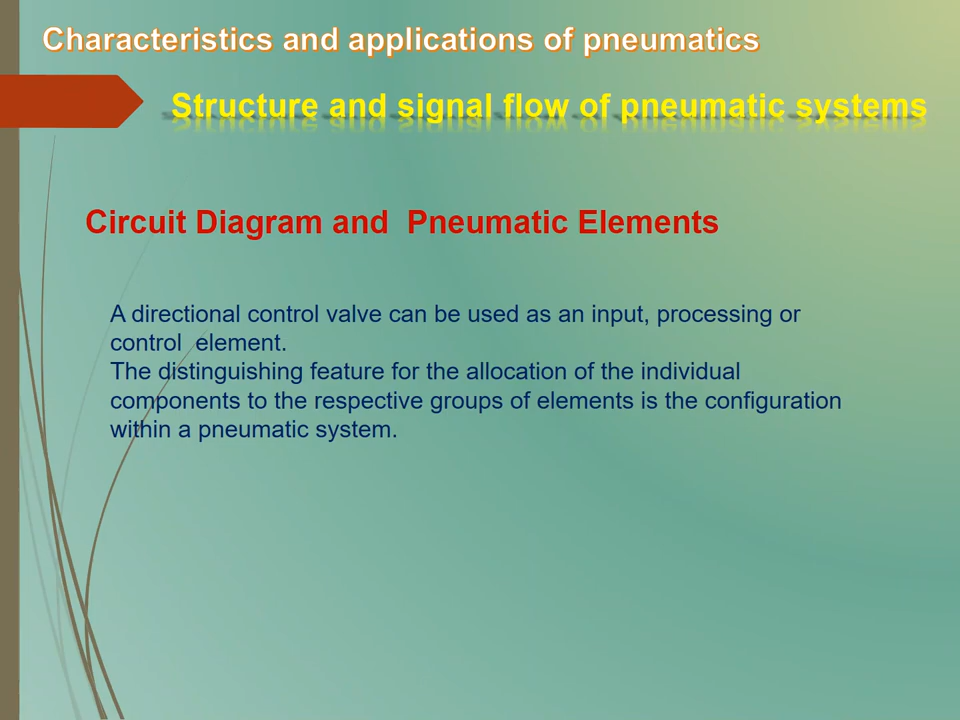 Characteristics and applications of pneumatics
Structure and signal flow of pneumatic systems
Circuit Diagram and  Pneumatic Elements
A directional control valve can be used as an input, processing or
control  element.
The distinguishing feature for the allocation of the individual
components to the respective groups of elements is the configuration
within a pneumatic system.